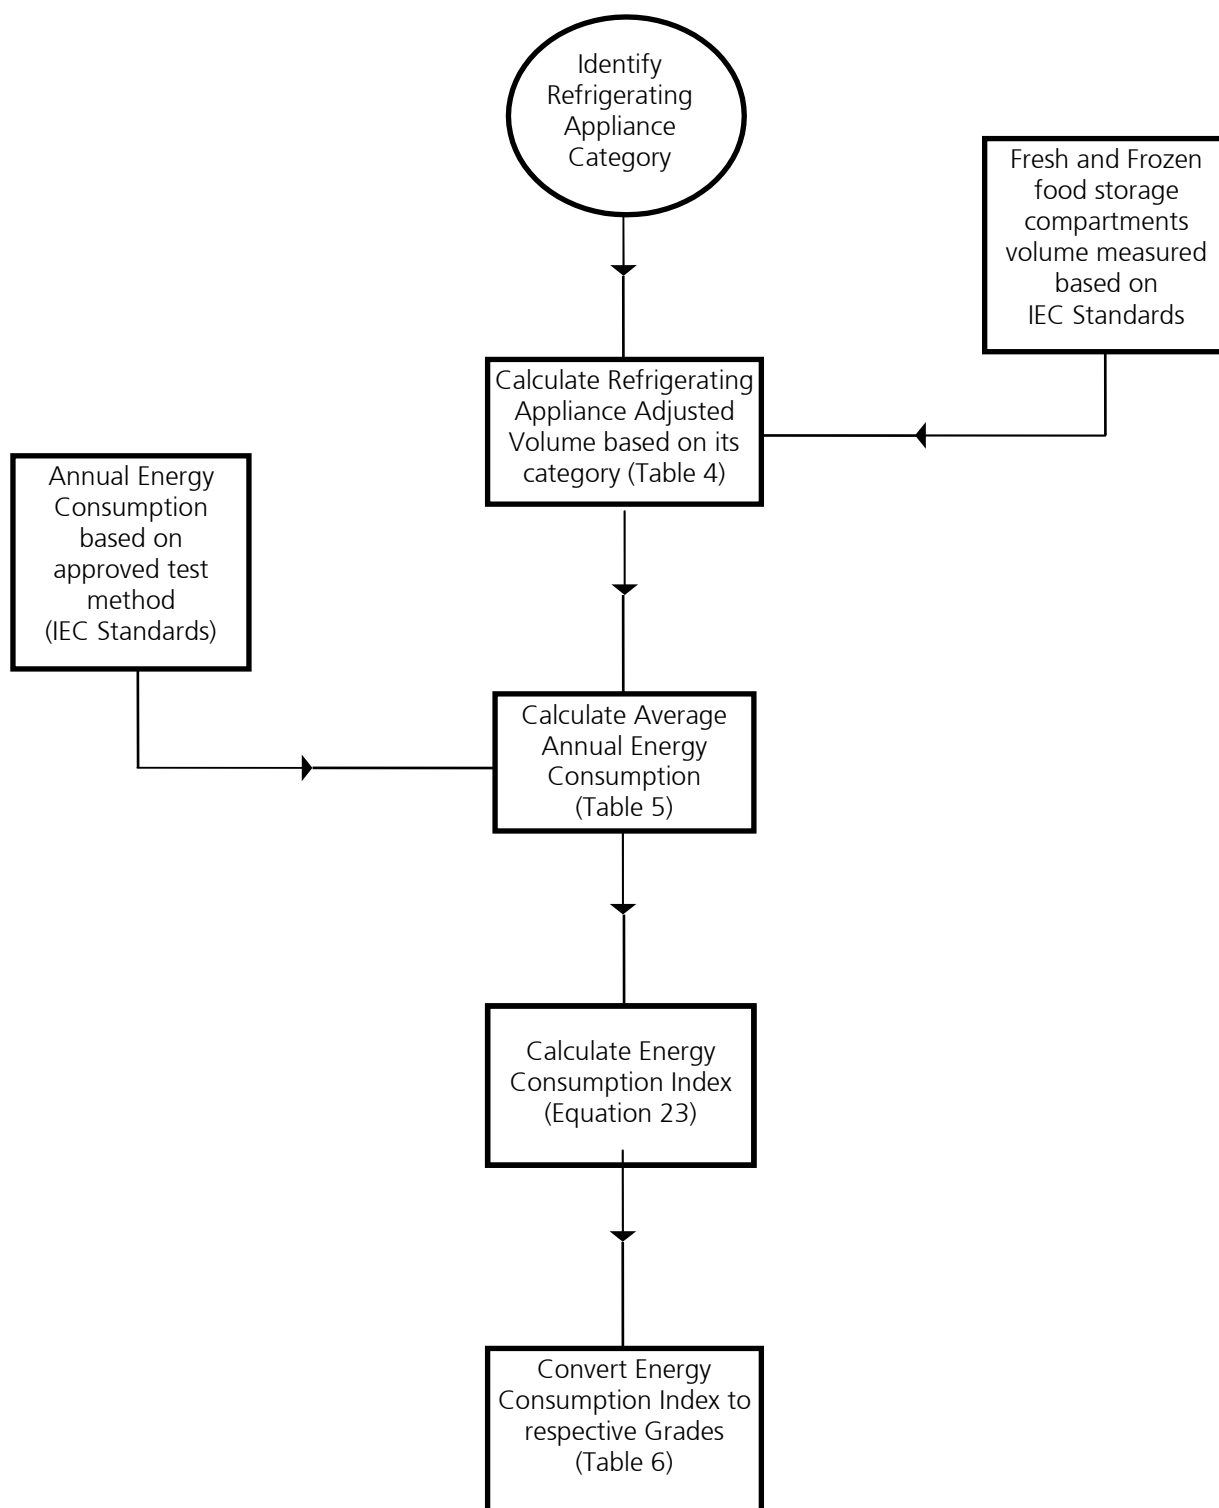 Identify
Refrigerating
Appliance
Category
Fresh and Frozen
food storage
compartments
volume measured
based on
IEC Standards
Calculate Refrigerating
Appliance Adjusted
Volume based on its
category (Table 4)
Annual Energy
Consumption
based on
approved test
method
(IEC Standards)
Calculate Average
Annual Energy
Consumption
(Table 5)
Calculate Energy
Consumption Index
(Equation 23)
Convert Energy
Consumption Index to
respective Grades
(Table 6)